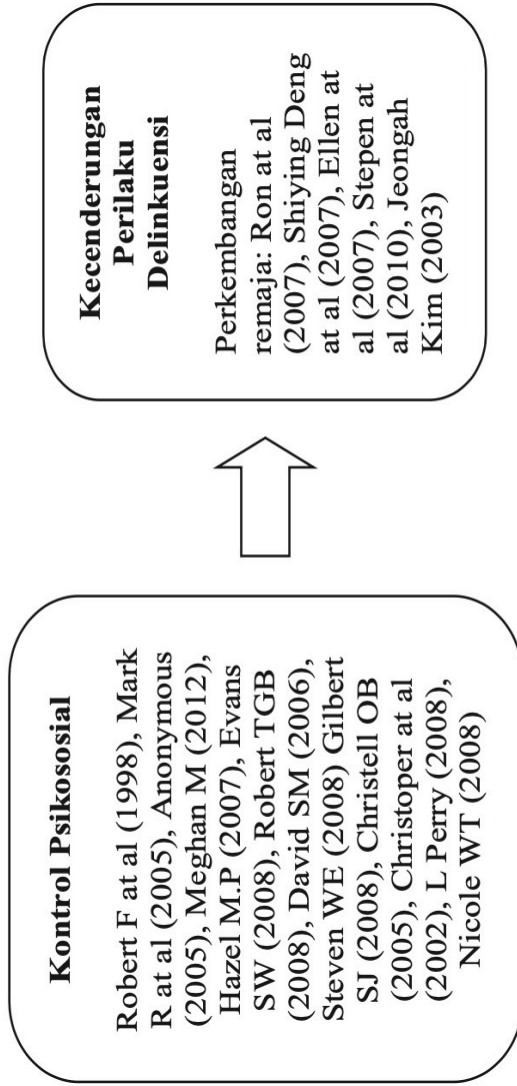 Kontrol Psikososial
Robert F at al (1998), Mark
R at al (2005), Anonymous
(2005), Meghan M (2012),
Hazel M.P (2007), Evans
SW (2008), Robert TGB
(2008), David SM (2006),
Steven WE (2008) Gilbert
SJ (2008), Christell OB
(2005), Christoper at al
(2002), L Perry (2008),
Nicole WT (2008)
Kecenderungan
Perilaku
Delinkuensi
Perkembangan
remaja: Ron at al
(2007), Shiying Deng
at al (2007), Ellen at
al (2007), Stepen at
al (2010), Jeongah
Kim (2003)